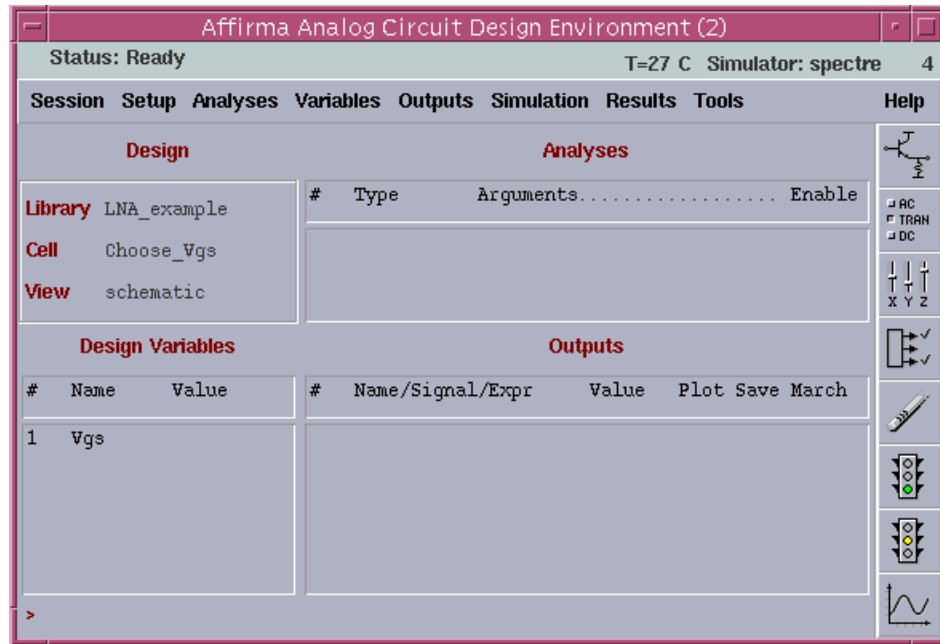 Affirma Analog Circuit Design Environment (2)
Status: Ready T=27 C Simulator: spectre 4
Session Setup Analyses Variables Outputs Simulation Results Tools Help
Design Analyses
Library LNA_example
Cell Choose_Vgs
View schematic
# Type Arguments.................. Enable
AC
TRAN
DC
X Y Z
Design Variables Outputs
# Name Value # Name/Signal/Expr Value Plot Save March
1 Vgs
>